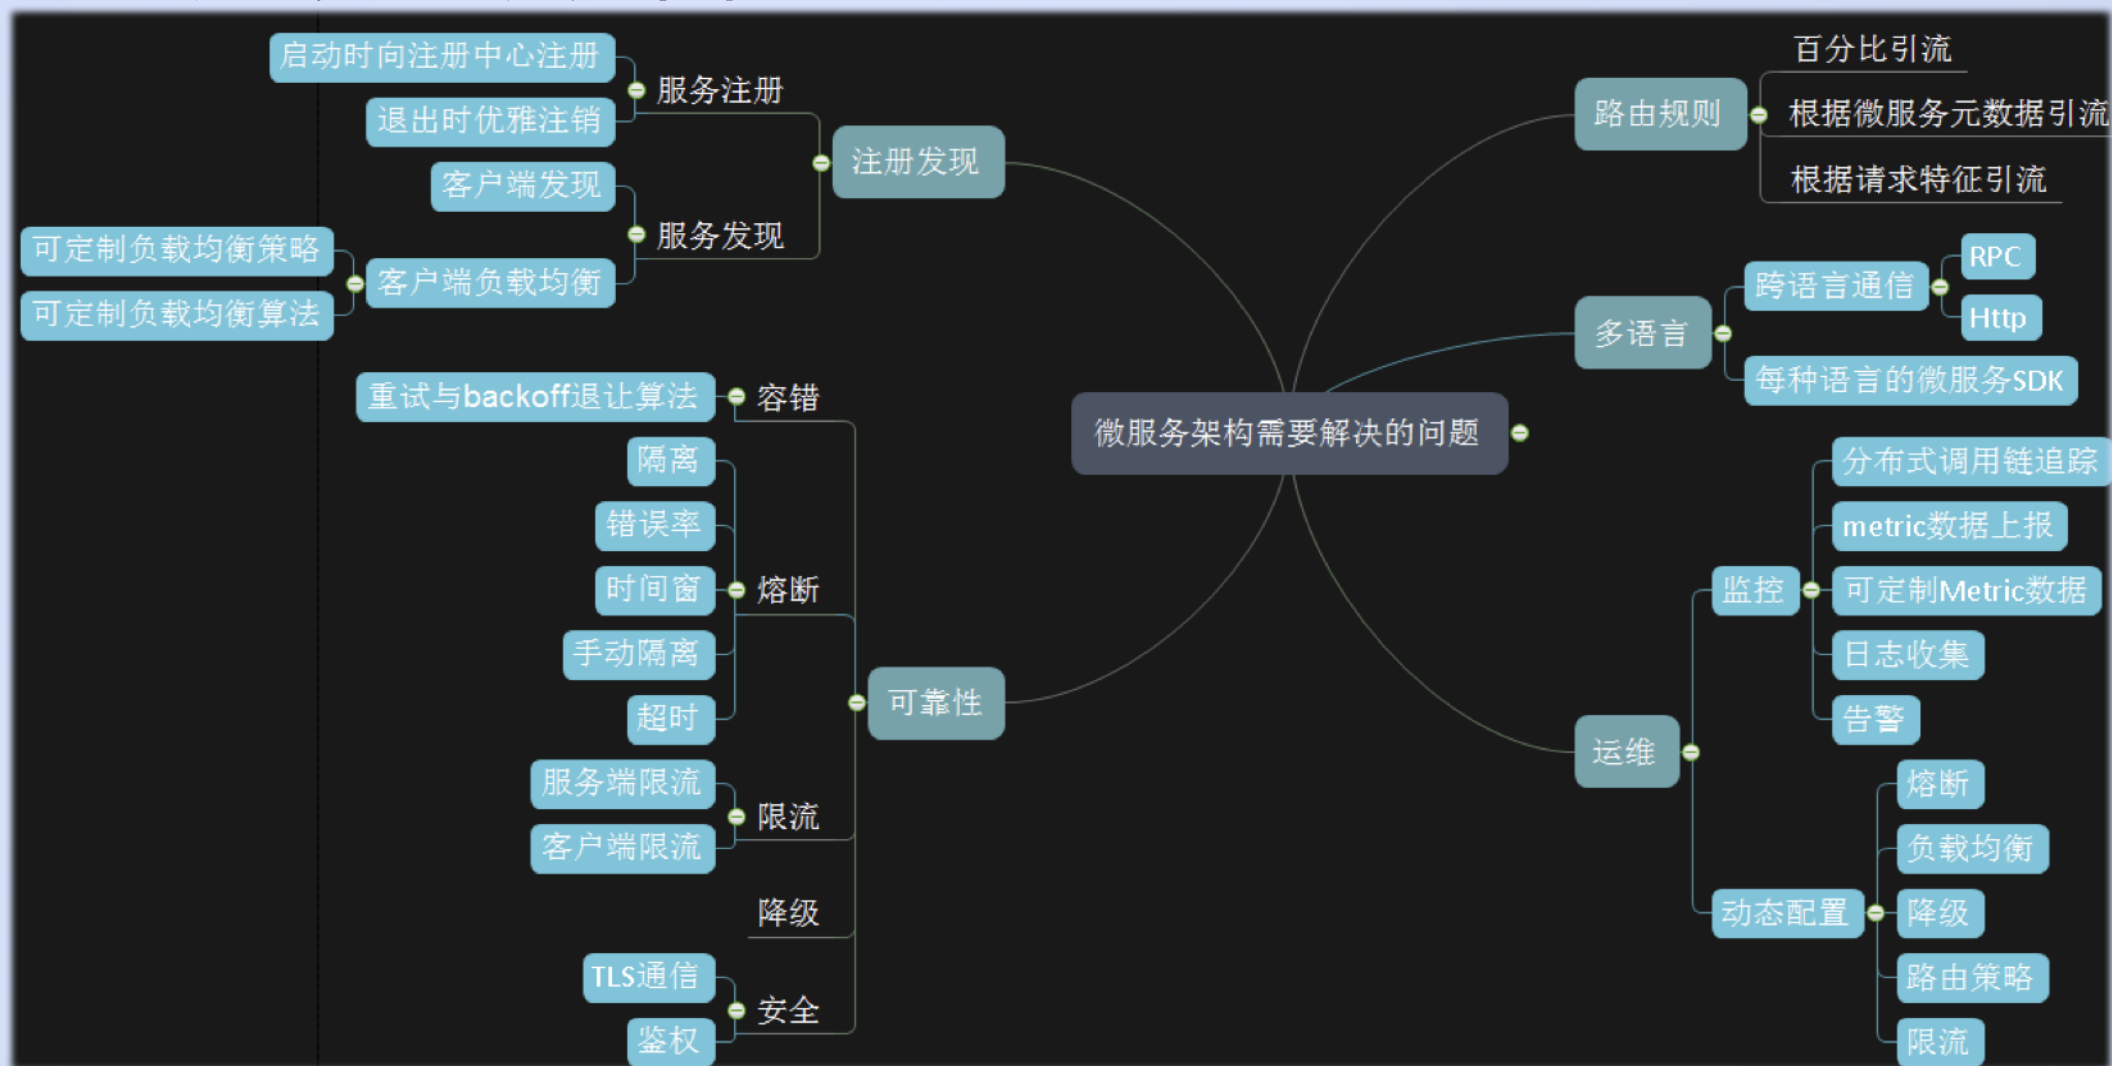 微服务架构需要解决的问题
注册发现
服务注册
启动时向注册中心注册
退出时优雅注销
服务发现
客户端发现
客户端负载均衡
可定制负载均衡策略
可定制负载均衡算法
可靠性
容错
重试与backoff退让算法
熔断
隔离
错误率
时间窗
手动隔离
超时
限流
服务端限流
客户端限流
降级
安全
TLS通信
鉴权
路由规则
百分比引流
根据微服务元数据引流
根据请求特征引流
多语言
跨语言通信
RPC
Http
每种语言的微服务SDK
运维
监控
分布式调用链追踪
metric数据上报
可定制Metric数据
日志收集
告警
动态配置
熔断
负载均衡
降级
路由策略
限流